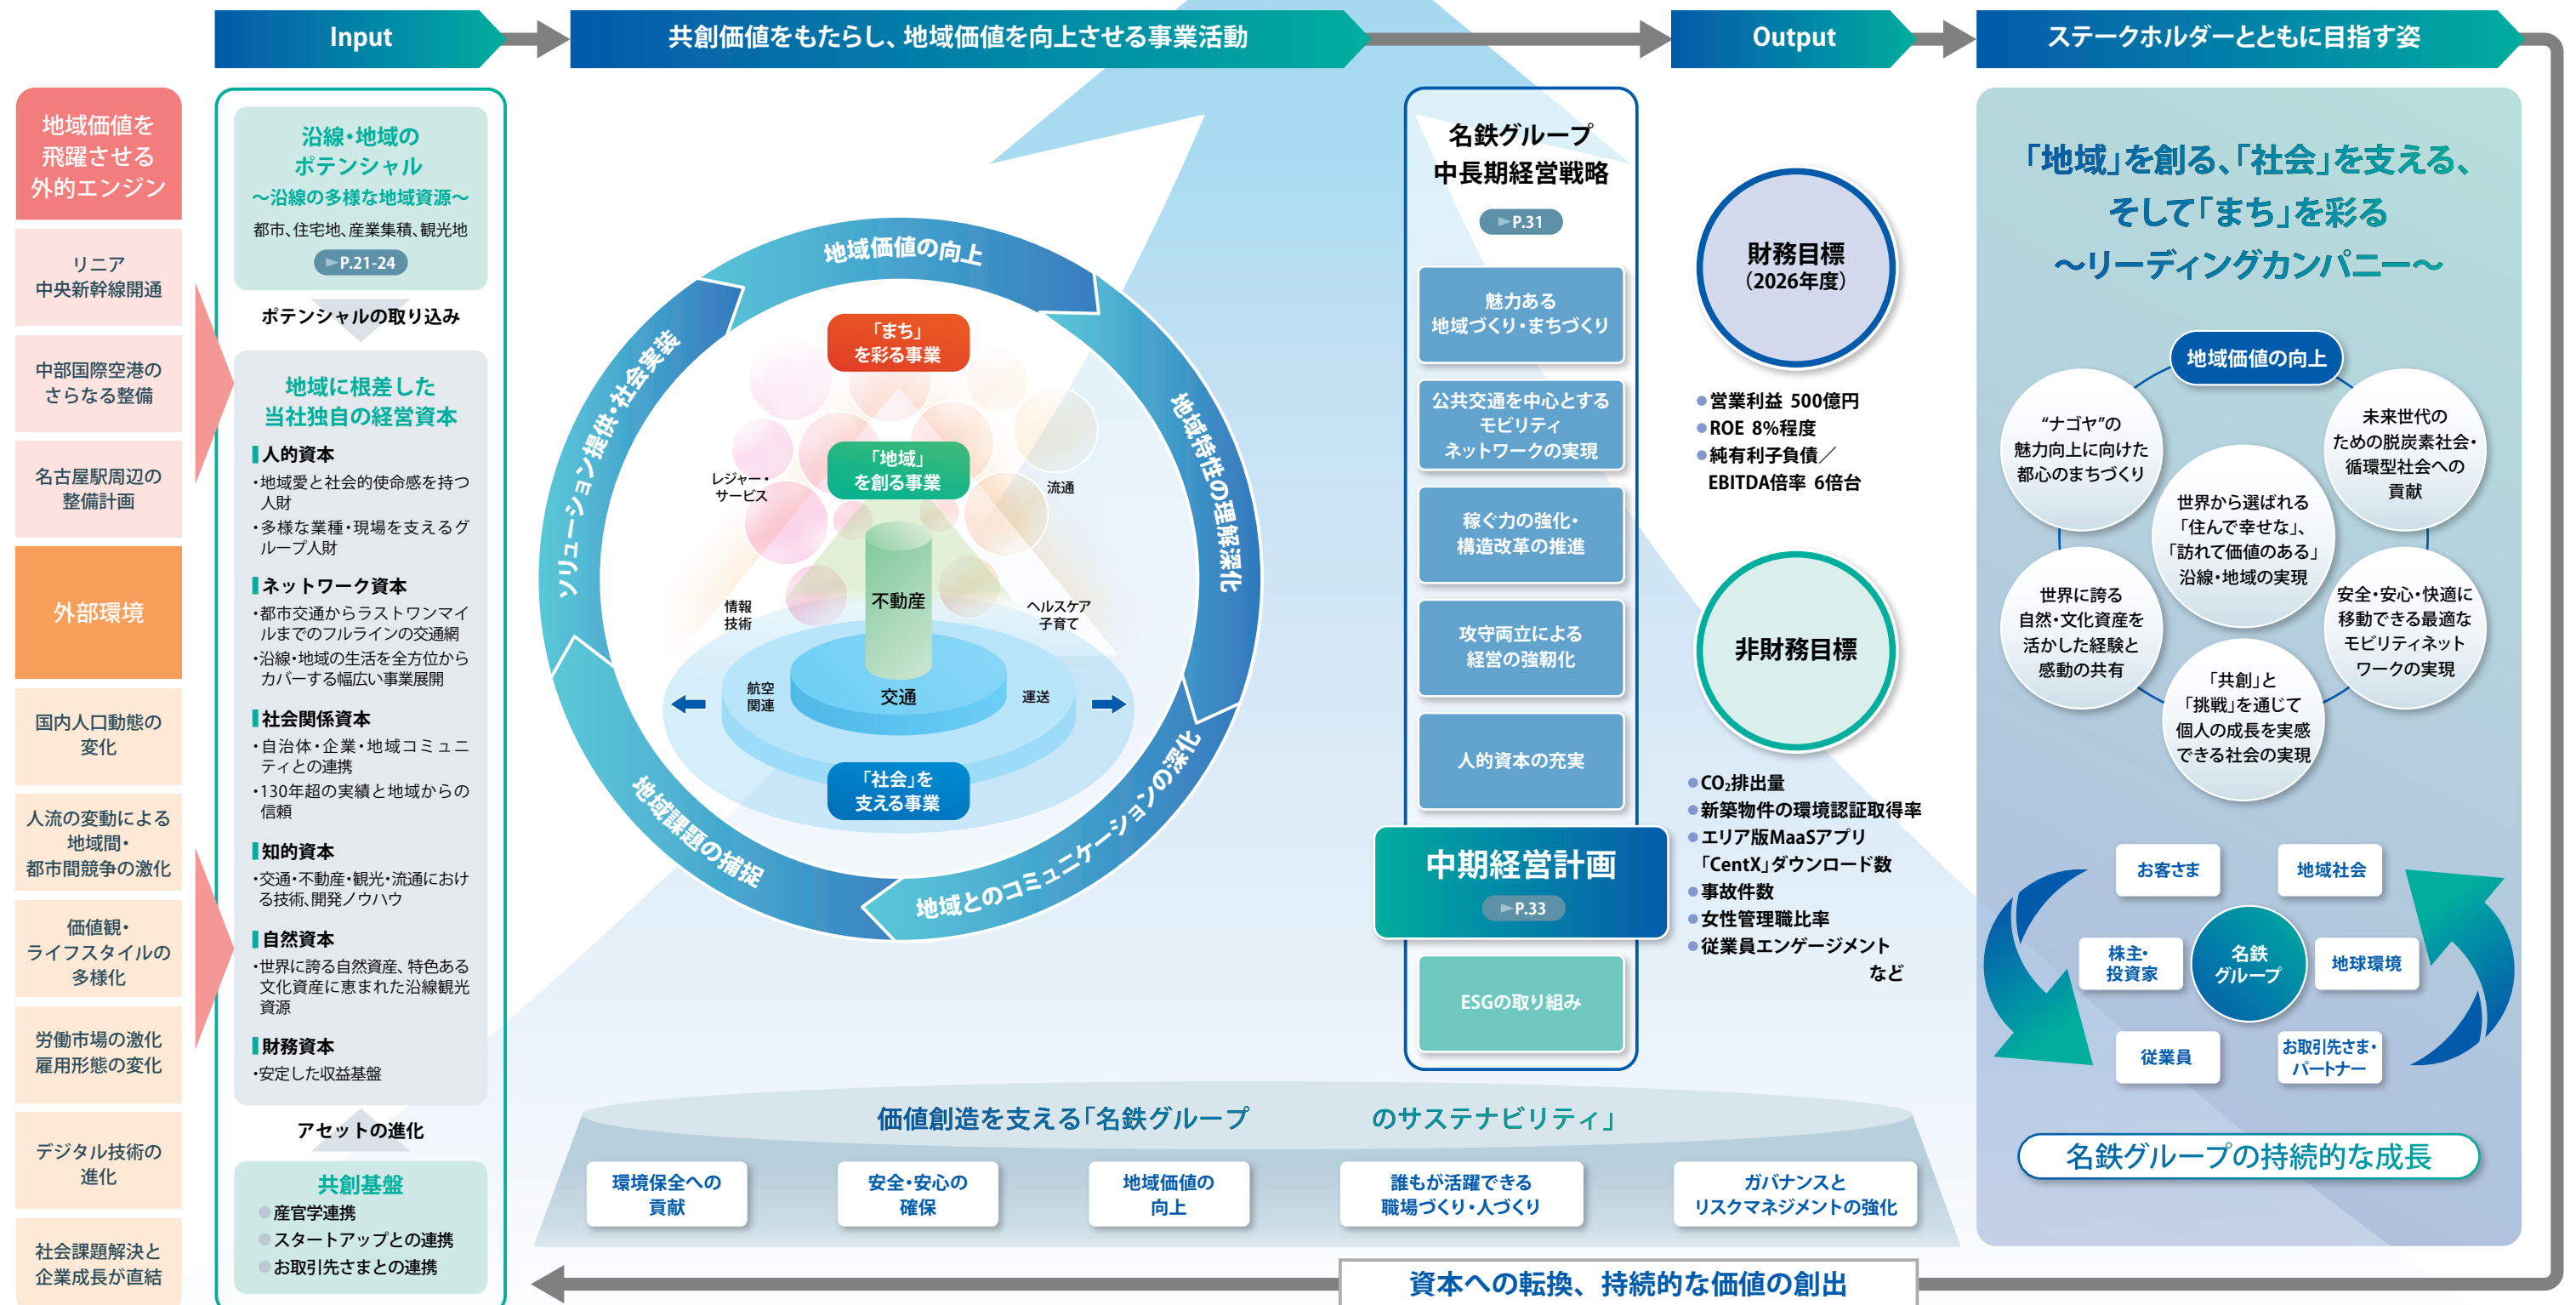 Input
共創価値をもたらし、地域価値を向上させる事業活動
Output
ステークホルダーとともに目指す姿
地域価値を
飛躍させる
外的エンジン
リニア
中央新幹線開通
中部国際空港の
さらなる整備
名古屋駅周辺の
整備計画
外部環境
国内人口動態の
変化
人流の変動による
地域間・
都市間競争の激化
価値観・
ライフスタイルの
多様化
労働市場の激化
雇用形態の変化
デジタル技術の
進化
社会課題解決と
企業成長が直結
沿線・地域の
ポテンシャル
～沿線の多様な地域資源～
都市、住宅地、産業集積、観光地
►P.21-24
ポテンシャルの取り込み
地域に根差した
当社独自の経営資本
人的資本
・地域愛と社会的使命感を持つ
人財
・多様な業種・現場を支えるグ
ループ人財
ネットワーク資本
・都市交通からラストワンマイ
ルまでのフルラインの交通網
・沿線・地域の生活を全方位から
カバーする幅広い事業展開
社会関係資本
・自治体・企業・地域コミュニ
ティとの連携
・130年超の実績と地域からの
信頼
知的資本
・交通・不動産・観光・流通におけ
る技術、開発ノウハウ
自然資本
・世界に誇る自然資産、特色ある
文化資産に恵まれた沿線観光
資源
財務資本
・安定した収益基盤
アセットの進化
共創基盤
●産官学連携
●スタートアップとの連携
●お取引先さまとの連携
地域価値の向上
地域特性の理解深化
地域とのコミュニケーションの深化
地域課題の捕捉
ソリューション提供・社会実装
「まち」
を彩る事業
「地域」
を創る事業
レジャー・
サービス
流通
情報
技術
不動産
ヘルスケア
子育て
航空
関連
交通
運送
「社会」を
支える事業
名鉄グループ
中長期経営戦略
►P.31
魅力ある
地域づくり・まちづくり
公共交通を中心とする
モビリティ
ネットワークの実現
稼ぐ力の強化・
構造改革の推進
攻守両立による
経営の強靭化
人的資本の充実
中期経営計画
►P.33
ESGの取り組み
財務目標
（2026年度）
●営業利益 500億円
●ROE 8%程度
●純有利子負債／
EBITDA倍率 6倍台
非財務目標
●CO₂排出量
●新築物件の環境認証取得率
●エリア版MaaSアプリ
「CentX」ダウンロード数
●事故件数
●女性管理職比率
●従業員エンゲージメント
など
「地域」を創る、「社会」を支える、
そして「まち」を彩る
～リーディングカンパニー～
地域価値の向上
“ナゴヤ”の
魅力向上に向けた
都心のまちづくり
未来世代の
ための脱炭素社会・
循環型社会への
貢献
世界から選ばれる
「住んで幸せな」、
「訪れて価値のある」
沿線・地域の実現
世界に誇る
自然・文化資産を
活かした経験と
感動の共有
安全・安心・快適に
移動できる最適な
モビリティネット
ワークの実現
「共創」と
「挑戦」を通じて
個人の成長を実感
できる社会の実現
お客さま
地域社会
株主・
投資家
名鉄
グループ
地球環境
従業員
お取引先さま・
パートナー
名鉄グループの持続的な成長
価値創造を支える「名鉄グループ のサステナビリティ」
環境保全への
貢献
安全・安心の
確保
地域価値の
向上
誰もが活躍できる
職場づくり・人づくり
ガバナンスと
リスクマネジメントの強化
資本への転換、持続的な価値の創出